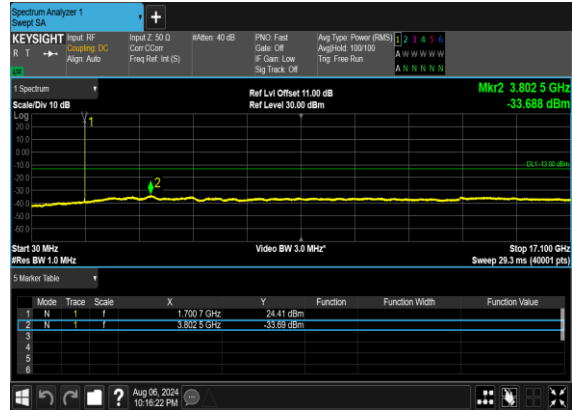 Spectrum Analyzer 1
Swept SA
KEYSIGHT
R T
Input: RF
Coupling: DC
Align: Auto
Input Z: 50 Ω
Corr CCorr
Freq Ref: Int (S)
#Atten: 40 dB
PNO: Fast
Gate: Off
IF Gain: Low
Sig Track: Off
Avg Type: Power (RMS)
Avg|Hold: 100/100
Trig: Free Run
1 2 3 4 5 6
A W W W W W
A N N N N N
1 Spectrum
Scale/Div 10 dB
Ref Lvl Offset 11.00 dB
Ref Level 30.00 dBm
Mkr2 3.802 5 GHz
-33.688 dBm
Log
20.0
10.0
0.00
-10.0
-20.0
-30.0
-40.0
-50.0
-60.0
1
2
DL1 -13.00 dBm
Start 30 MHz
#Res BW 1.0 MHz
Video BW 3.0 MHz*
Stop 17.100 GHz
Sweep 29.3 ms (40001 pts)
5 Marker Table
Mode Trace Scale X Y Function Function Width Function Value
1 N 1 f 1.700 7 GHz 24.41 dBm
2 N 1 f 3.802 5 GHz -33.69 dBm
3
4
5
6
?
Aug 06, 2024
10:16:22 PM